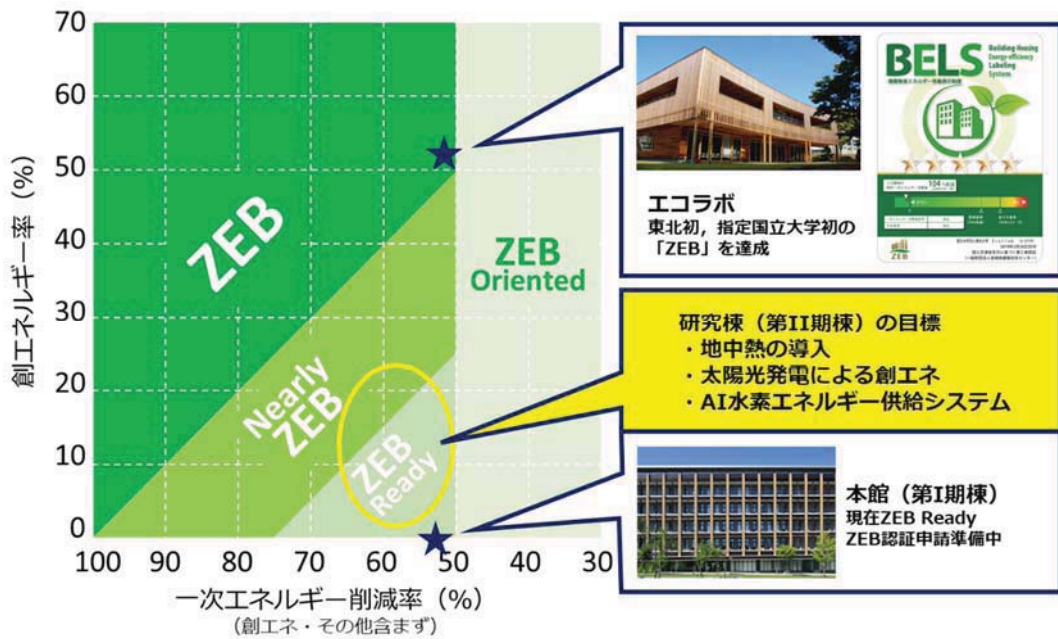 創エネルギー率（%）
70
60
50
40
30
20
10
0
100
90
80
70
60
50
40
30
一次エネルギー削減率（%）
（創エネ・その他含まず）
ZEB
Nearly
ZEB
ZEB
Ready
ZEB
Oriented
BELS
Building-Housing
Energy-efficiency
Labeling
System
104
ZEB
エコラボ
東北初，指定国立大学初の
「ZEB」を達成
研究棟（第II期棟）の目標
・地中熱の導入
・太陽光発電による創エネ
・AI水素エネルギー供給システム
本館（第I期棟）
現在ZEB Ready
ZEB認証申請準備中